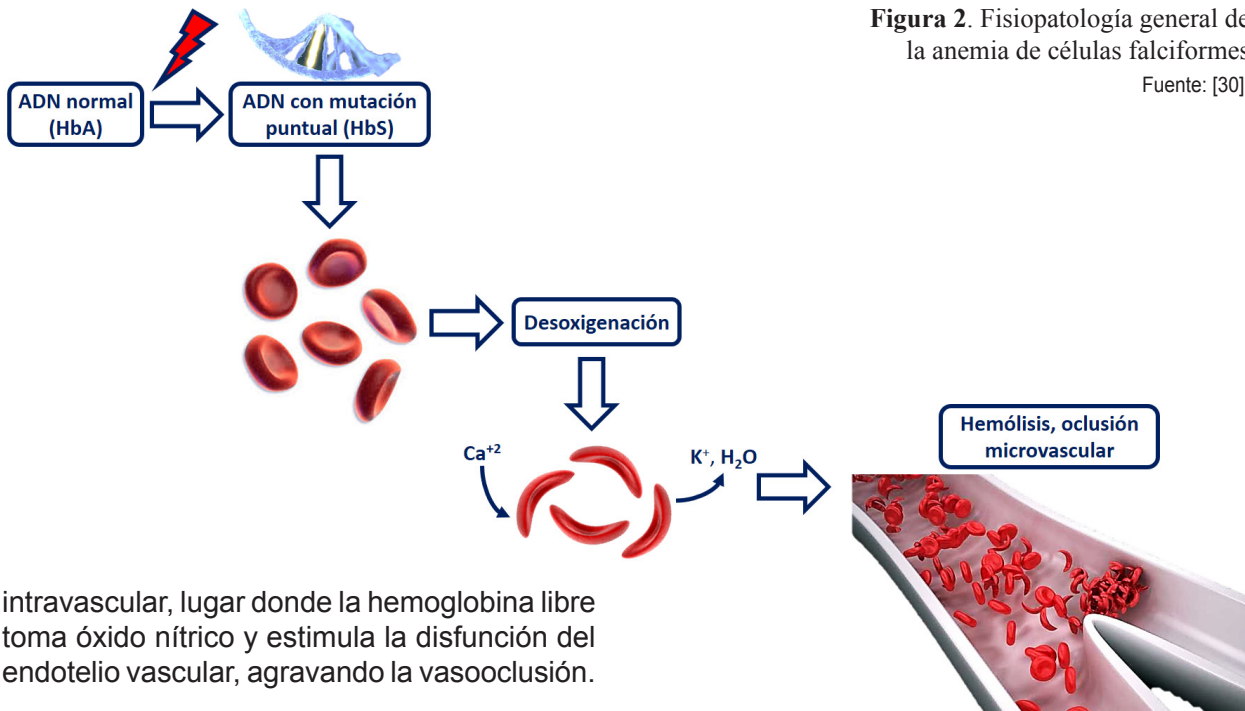 Figura 2. Fisiopatología general de
la anemia de células falciformes
Fuente: [30]
ADN normal
(HbA)
ADN con mutación
puntual (HbS)
Desoxigenación
Ca⁺²
K⁺, H₂O
Hemólisis, oclusión
microvascular
intravascular, lugar donde la hemoglobina libre
toma óxido nítrico y estimula la disfunción del
endotelio vascular, agravando la vasooclusión.